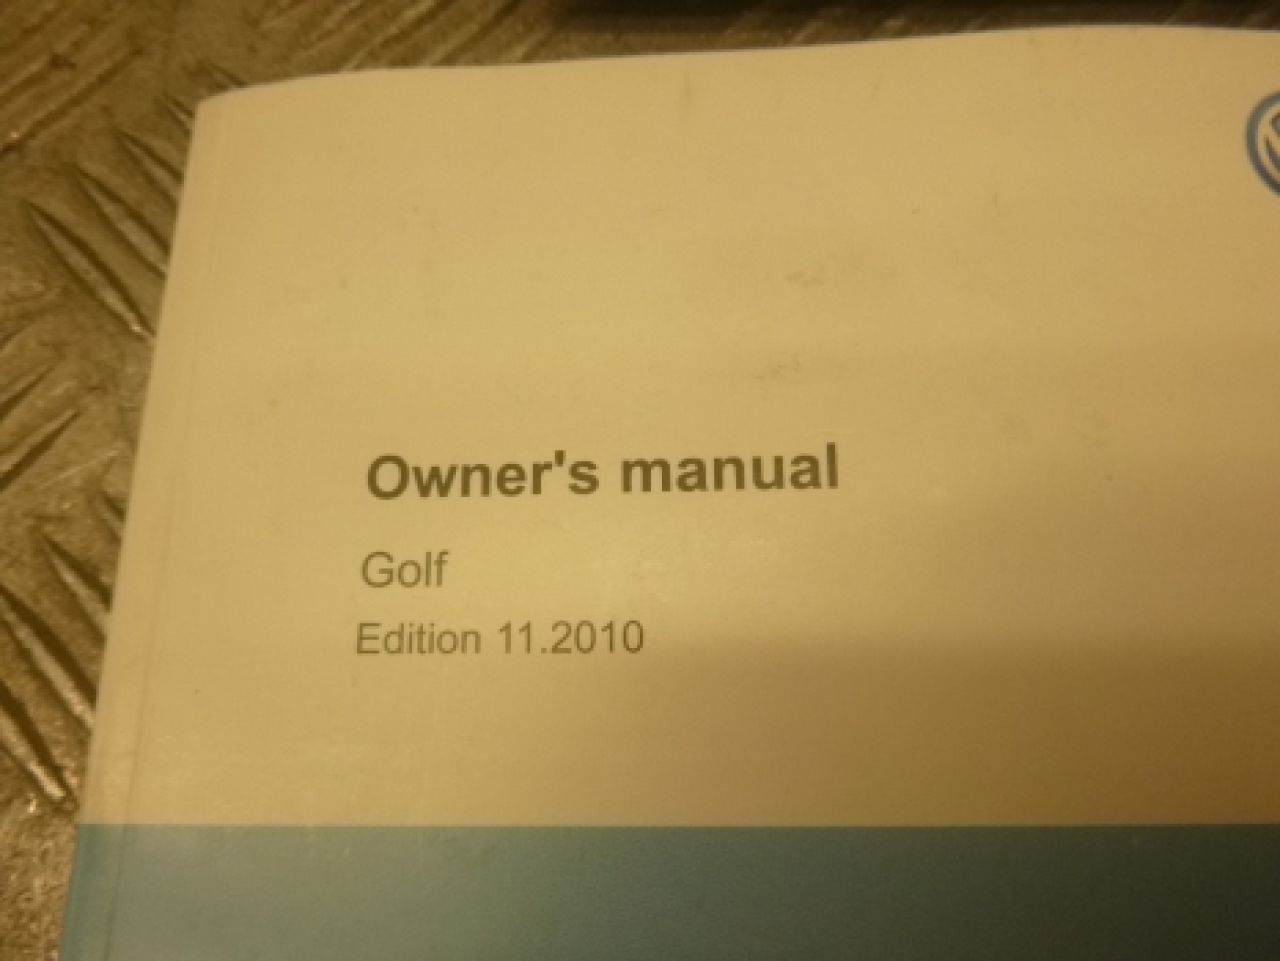 Owner's manual
Golf
Edition 11.2010